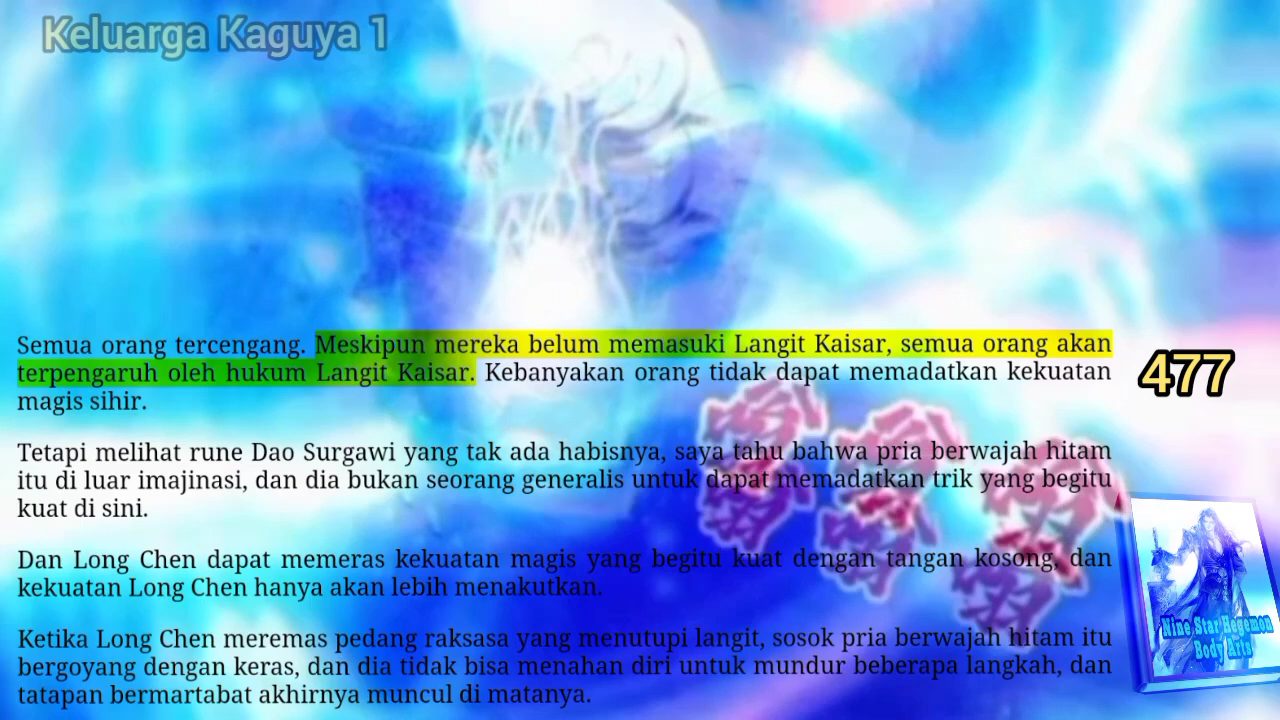 Keluarga Kaguya 1
Semua orang tercengang. Meskipun mereka belum memasuki Langit Kaisar, semua orang akan
terpengaruh oleh hukum Langit Kaisar. Kebanyakan orang tidak dapat memadatkan kekuatan
magis sihir.
477
Tetapi melihat rune Dao Surgawi yang tak ada habisnya, saya tahu bahwa pria berwajah hitam
itu di luar imajinasi, dan dia bukan seorang generalis untuk dapat memadatkan trik yang begitu
kuat di sini.
Dan Long Chen dapat memeras kekuatan magis yang begitu kuat dengan tangan kosong, dan
kekuatan Long Chen hanya akan lebih menakutkan.
Ketika Long Chen meremas pedang raksasa yang menutupi langit, sosok pria berwajah hitam itu
bergoyang dengan keras, dan dia tidak bisa menahan diri untuk mundur beberapa langkah, dan
tatapan bermartabat akhirnya muncul di matanya.
Nine Star Hegemon
Body Arts